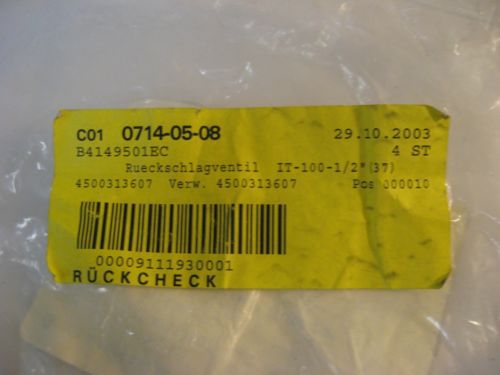 C01 0714-05-08 29.10.2003
B4149501EC 4 ST
Rueckschlagventil IT-100-1/2"(37)
4500313607 Verw. 4500313607 Pos 000010
00009111930001
RÜCKCHECK